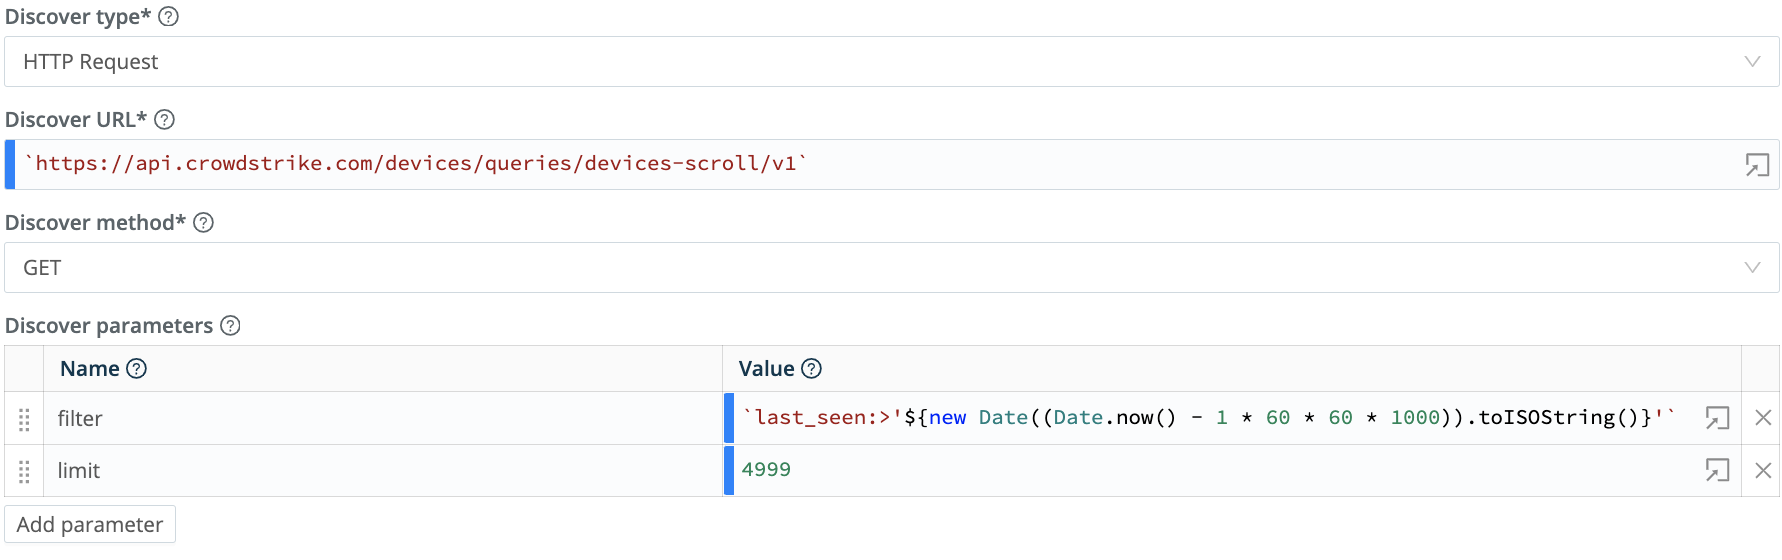 Discover type* ?
HTTP Request
Discover URL* ?
`https://api.crowdstrike.com/devices/queries/devices-scroll/v1`
Discover method* ?
GET
Discover parameters ?
Name ? Value ?
filter `last_seen:>'${new Date((Date.now() - 1 * 60 * 60 * 1000)).toISOString()}'`
limit 4999
Add parameter